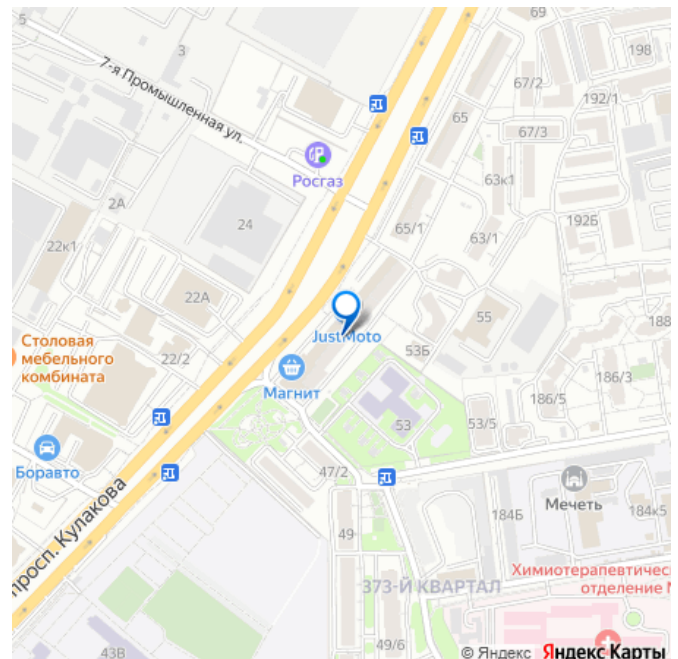 5
69
198
3
7-я Промышленная ул.
67/2
192/1
65
67/3
Росгаз
63к1
2А
24
192Б
65/1
63/1
22к1
22А
55
188
JustMoto
Столовая
мебельного
комбината
22/2
53Б
186/3
Магнит
186/5
53
53/5
Боравто
47/2
Мечеть
184Б
184к5
просп. Кулакова
49
Химиотерапевтичес
отделение №
373-Й КВАРТАЛ
43В
49/6
© Яндекс Яндекс Карты